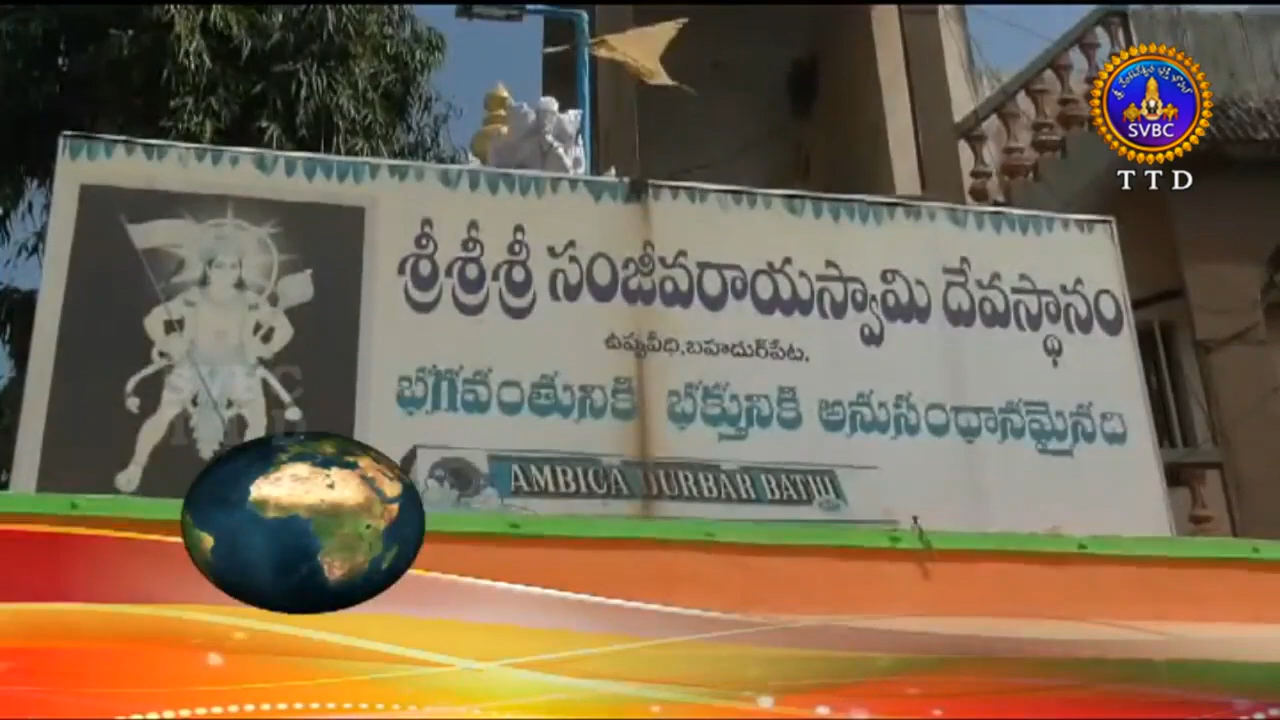 శ్రీశ్రీశ్రీ సంజీవరాయస్వామి దేవస్థానం
ఉప్పువీధి,బహదుర్‌పేట.
భగవంతునికి భక్తునికి అనుసంథానమైనది
AMBICA DURBAR BATHI
SVBC
TTD